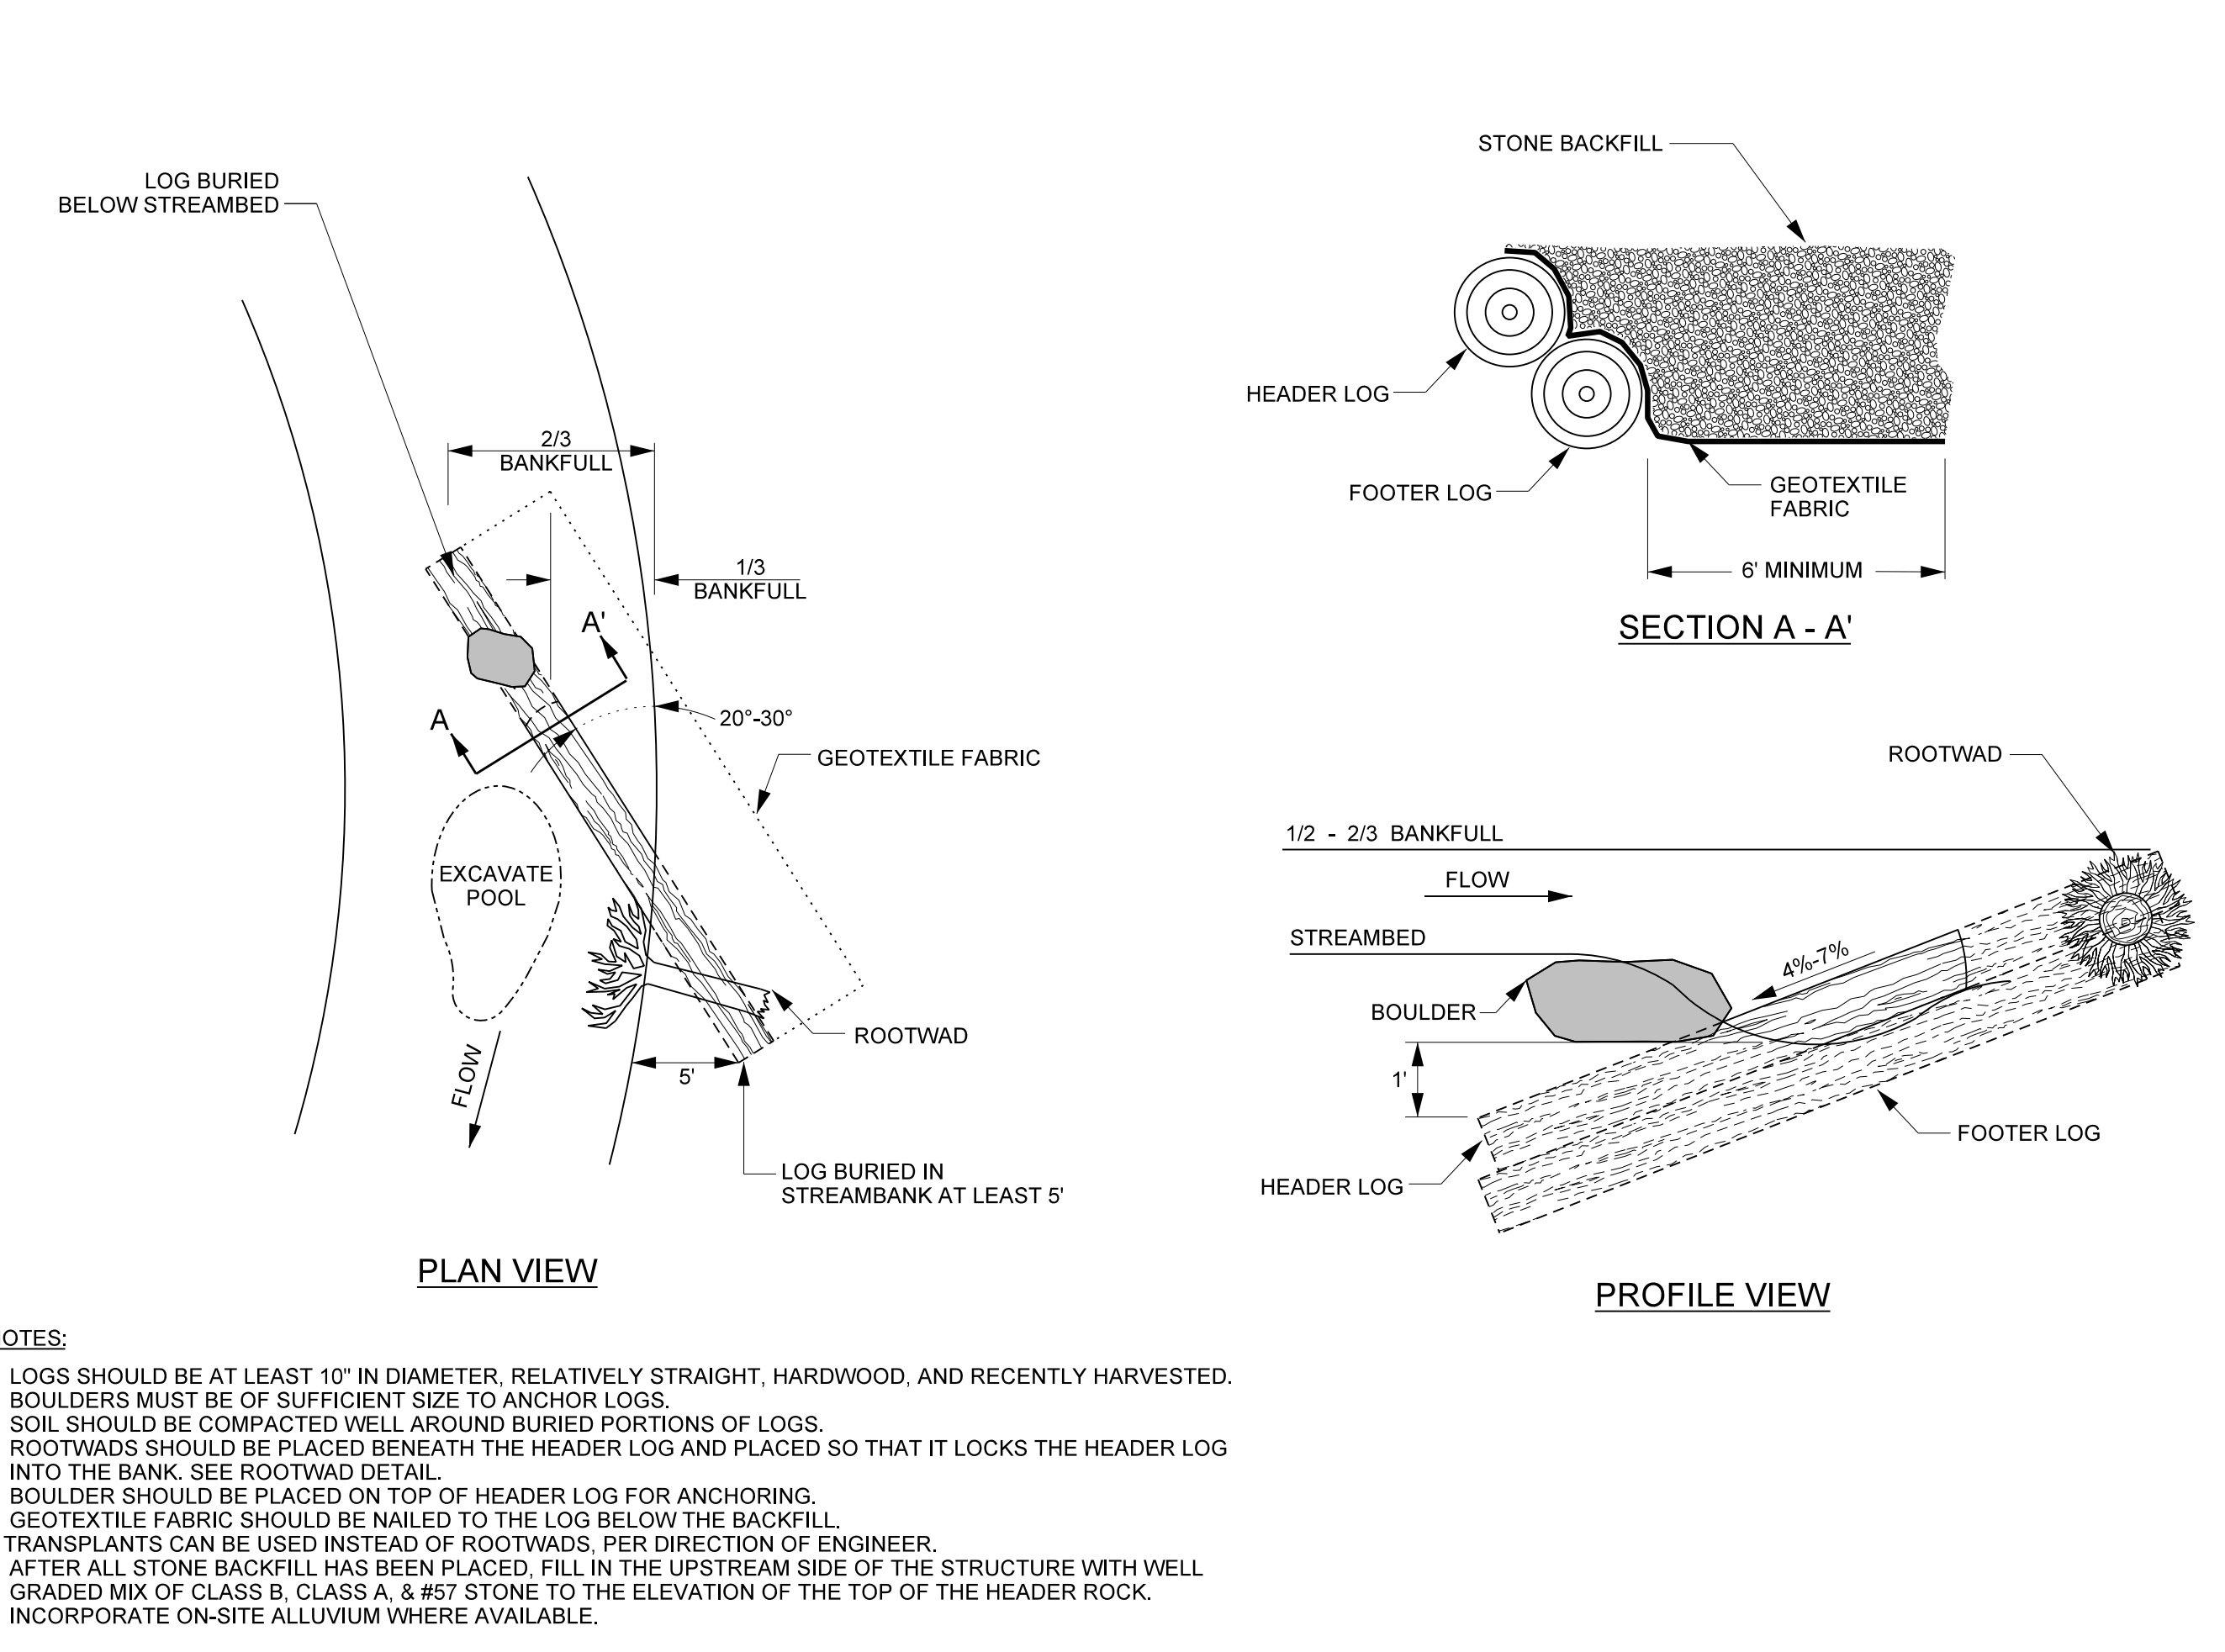 LOG BURIED
BELOW STREAMBED
2/3
BANKFULL
1/3
BANKFULL
A'
A
20°-30°
GEOTEXTILE FABRIC
EXCAVATE
POOL
FLOW
ROOTWAD
5'
LOG BURIED IN
STREAMBANK AT LEAST 5'
PLAN VIEW
STONE BACKFILL
HEADER LOG
FOOTER LOG
GEOTEXTILE
FABRIC
6' MINIMUM
SECTION A - A'
ROOTWAD
1/2 - 2/3 BANKFULL
FLOW
STREAMBED
4%-7%
BOULDER
1'
FOOTER LOG
HEADER LOG
PROFILE VIEW
OTES:
LOGS SHOULD BE AT LEAST 10" IN DIAMETER, RELATIVELY STRAIGHT, HARDWOOD, AND RECENTLY HARVESTED.
BOULDERS MUST BE OF SUFFICIENT SIZE TO ANCHOR LOGS.
SOIL SHOULD BE COMPACTED WELL AROUND BURIED PORTIONS OF LOGS.
ROOTWADS SHOULD BE PLACED BENEATH THE HEADER LOG AND PLACED SO THAT IT LOCKS THE HEADER LOG
INTO THE BANK. SEE ROOTWAD DETAIL.
BOULDER SHOULD BE PLACED ON TOP OF HEADER LOG FOR ANCHORING.
GEOTEXTILE FABRIC SHOULD BE NAILED TO THE LOG BELOW THE BACKFILL.
TRANSPLANTS CAN BE USED INSTEAD OF ROOTWADS, PER DIRECTION OF ENGINEER.
AFTER ALL STONE BACKFILL HAS BEEN PLACED, FILL IN THE UPSTREAM SIDE OF THE STRUCTURE WITH WELL
GRADED MIX OF CLASS B, CLASS A, & #57 STONE TO THE ELEVATION OF THE TOP OF THE HEADER ROCK.
INCORPORATE ON-SITE ALLUVIUM WHERE AVAILABLE.